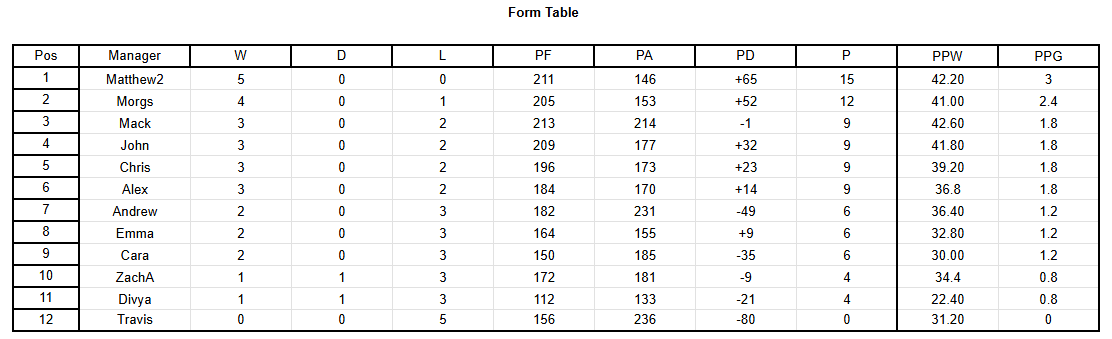 Form Table
Pos Manager W D L PF PA PD P PPW PPG
1 Matthew2 5 0 0 211 146 +65 15 42.20 3
2 Morgs 4 0 1 205 153 +52 12 41.00 2.4
3 Mack 3 0 2 213 214 -1 9 42.60 1.8
4 John 3 0 2 209 177 +32 9 41.80 1.8
5 Chris 3 0 2 196 173 +23 9 39.20 1.8
6 Alex 3 0 2 184 170 +14 9 36.8 1.8
7 Andrew 2 0 3 182 231 -49 6 36.40 1.2
8 Emma 2 0 3 164 155 +9 6 32.80 1.2
9 Cara 2 0 3 150 185 -35 6 30.00 1.2
10 ZachA 1 1 3 172 181 -9 4 34.4 0.8
11 Divya 1 1 3 112 133 -21 4 22.40 0.8
12 Travis 0 0 5 156 236 -80 0 31.20 0